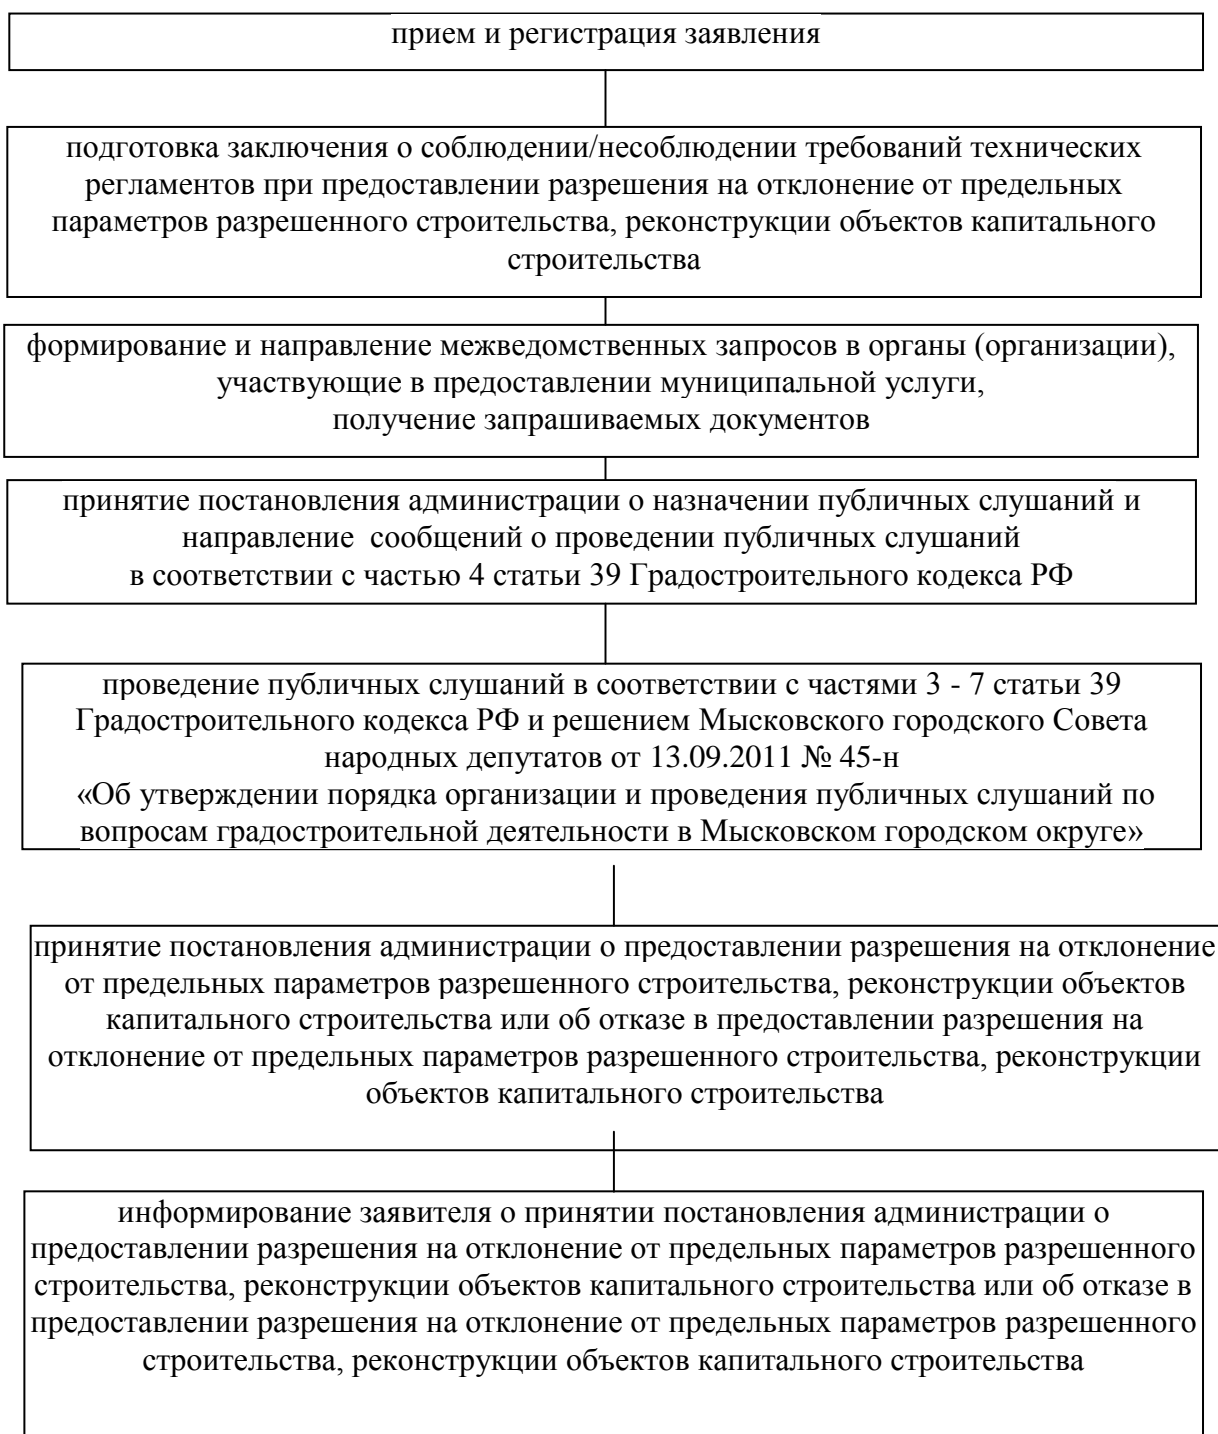 прием и регистрация заявления
подготовка заключения о соблюдении/несоблюдении требований технических
регламентов при предоставлении разрешения на отклонение от предельных
параметров разрешенного строительства, реконструкции объектов капитального
строительства
формирование и направление межведомственных запросов в органы (организации),
участвующие в предоставлении муниципальной услуги,
получение запрашиваемых документов
принятие постановления администрации о назначении публичных слушаний и
направление  сообщений о проведении публичных слушаний
в соответствии с частью 4 статьи 39 Градостроительного кодекса РФ
проведение публичных слушаний в соответствии с частями 3 - 7 статьи 39
Градостроительного кодекса РФ и решением Мысковского городского Совета
народных депутатов от 13.09.2011 № 45-н
«Об утверждении порядка организации и проведения публичных слушаний по
вопросам градостроительной деятельности в Мысковском городском округе»
принятие постановления администрации о предоставлении разрешения на отклонение
от предельных параметров разрешенного строительства, реконструкции объектов
капитального строительства или об отказе в предоставлении разрешения на
отклонение от предельных параметров разрешенного строительства, реконструкции
объектов капитального строительства
информирование заявителя о принятии постановления администрации о
предоставлении разрешения на отклонение от предельных параметров разрешенного
строительства, реконструкции объектов капитального строительства или об отказе в
предоставлении разрешения на отклонение от предельных параметров разрешенного
строительства, реконструкции объектов капитального строительства